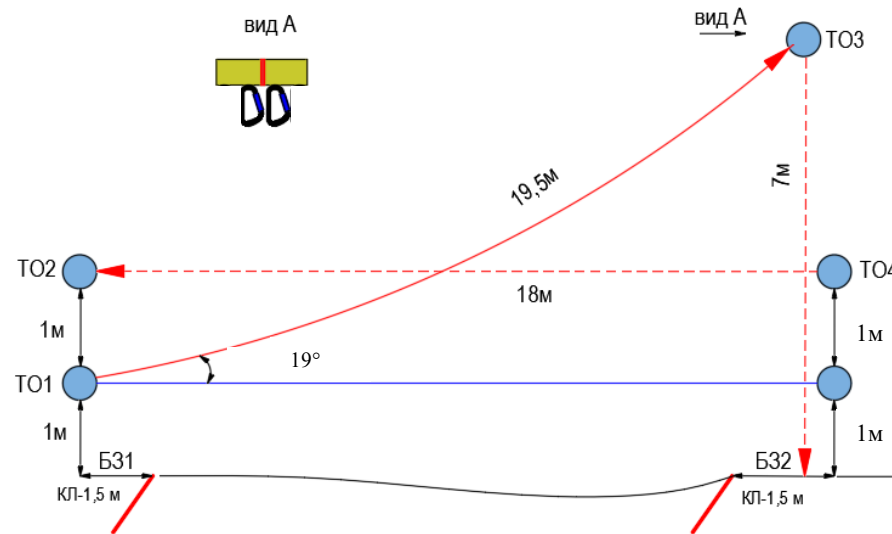 вид А
вид А
ТО3
19,5м
7м
ТО2
ТО4
18м
1м
1м
19°
ТО1
1м
1м
БЗ1
БЗ2
КЛ-1,5 м
КЛ-1,5 м